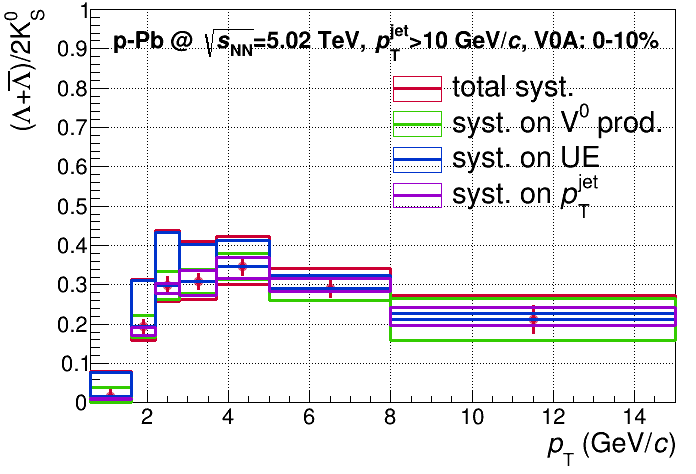 p-Pb @ √sNN=5.02 TeV, pTjet>10 GeV/c, V0A: 0-10%
total syst.
syst. on V0 prod.
syst. on UE
syst. on pTjet
(Λ+Λ̅)/2K0S
1
0.9
0.8
0.7
0.6
0.5
0.4
0.3
0.2
0.1
0
2 4 6 8 10 12 14
pT (GeV/c)